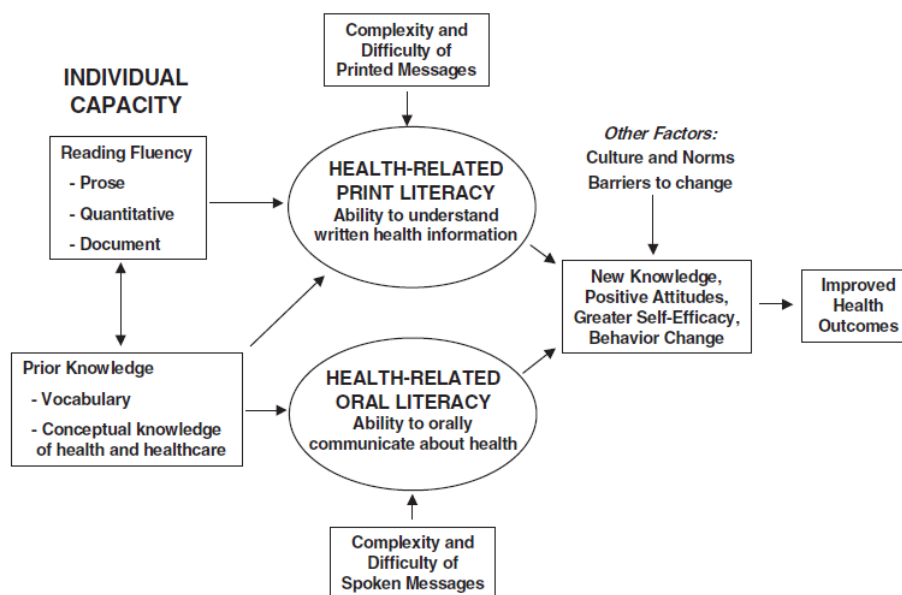 Complexity and
Difficulty of
Printed Messages
INDIVIDUAL
CAPACITY
Reading Fluency
- Prose
- Quantitative
- Document
HEALTH-RELATED
PRINT LITERACY
Ability to understand
written health information
Other Factors:
Culture and Norms
Barriers to change
New Knowledge,
Positive Attitudes,
Greater Self-Efficacy,
Behavior Change
Improved
Health
Outcomes
Prior Knowledge
- Vocabulary
- Conceptual knowledge
of health and healthcare
HEALTH-RELATED
ORAL LITERACY
Ability to orally
communicate about health
Complexity and
Difficulty of
Spoken Messages